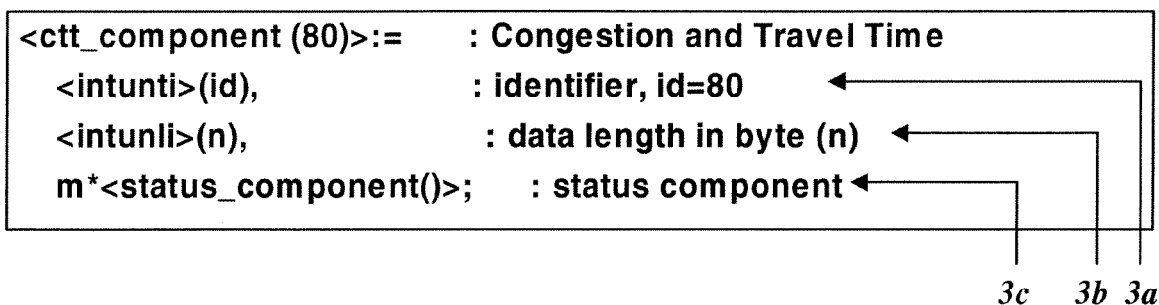 <ctt_component (80)>:= : Congestion and Travel Time
<intunti>(id), : identifier, id=80
<intunli>(n), : data length in byte (n)
m*<status_component()>; : status component
3c 3b 3a